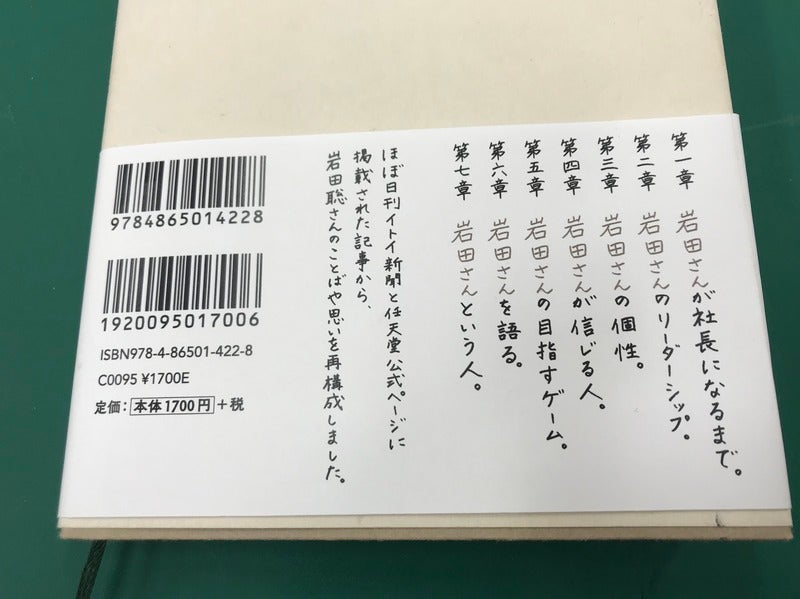 第一章 岩田さんが社長になるまで。
第二章 岩田さんのリーダーシップ。
第三章 岩田さんの個性。
第四章 岩田さんが信じる人。
第五章 岩田さんの目指すゲーム。
第六章 岩田さんを語る。
第七章 岩田さんという人。
ほぼ日刊イトイ新聞と任天堂公式ページに
掲載された記事から、
岩田聡さんのことばや思いを再構成しました。
9784865014228
1920095017006
ISBN978-4-86501-422-8
C0095 ¥1700E
定価：本体1700円+税